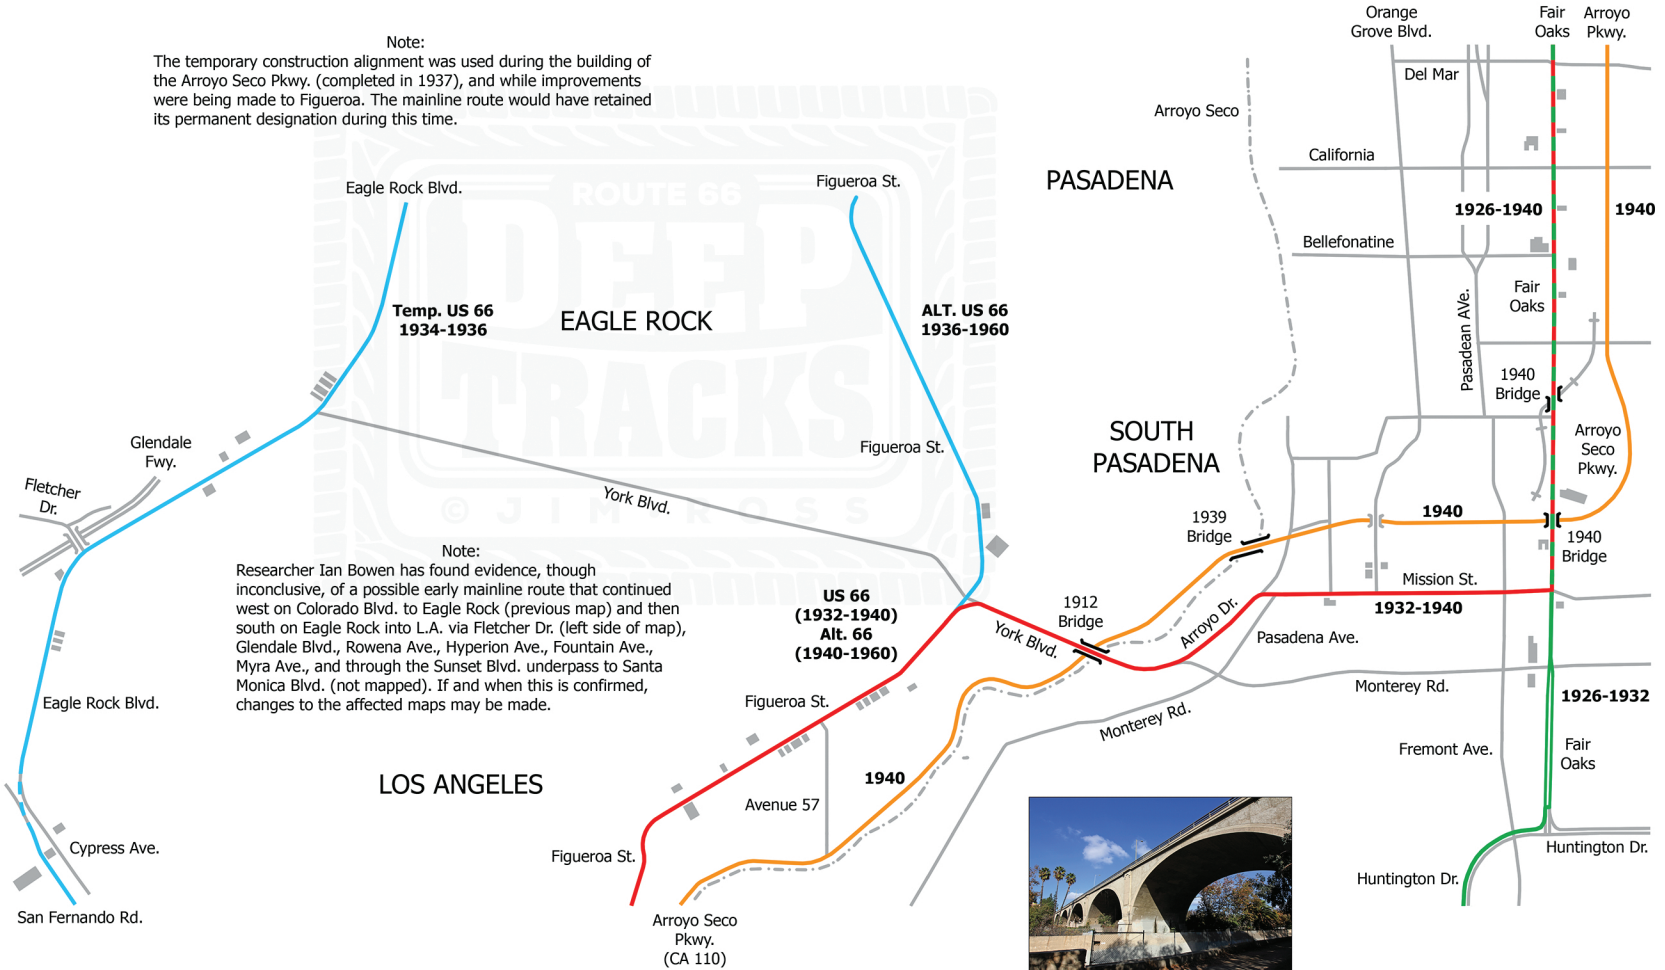 Orange
Grove Blvd.
Fair
Oaks
Arroyo
Pkwy.
Note:
The temporary construction alignment was used during the building of
the Arroyo Seco Pkwy. (completed in 1937), and while improvements
were being made to Figueroa. The mainline route would have retained
its permanent designation during this time.
Del Mar
Arroyo Seco
California
PASADENA
Eagle Rock Blvd.
Figueroa St.
ROUTE 66
DEEP
TRACKS
© JIM ROSS
1926-1940
1940
Bellefonatine
Fair
Oaks
Temp. US 66
1934-1936
EAGLE ROCK
ALT. US 66
1936-1960
Pasadean AVe.
1940
Bridge
Glendale
Fwy.
Figueroa St.
SOUTH
PASADENA
Arroyo
Seco
Pkwy.
Fletcher
Dr.
York Blvd.
1939
Bridge
1940
1940
Bridge
Note:
Researcher Ian Bowen has found evidence, though
inconclusive, of a possible early mainline route that continued
west on Colorado Blvd. to Eagle Rock (previous map) and then
south on Eagle Rock into L.A. via Fletcher Dr. (left side of map),
Glendale Blvd., Rowena Ave., Hyperion Ave., Fountain Ave.,
Myra Ave., and through the Sunset Blvd. underpass to Santa
Monica Blvd. (not mapped). If and when this is confirmed,
changes to the affected maps may be made.
US 66
(1932-1940)
Alt. 66
(1940-1960)
1912
Bridge
York Blvd.
Arroyo Dr.
Mission St.
1932-1940
Pasadena Ave.
Monterey Rd.
1926-1932
Eagle Rock Blvd.
Figueroa St.
Monterey Rd.
Fremont Ave.
Fair
Oaks
LOS ANGELES
1940
Avenue 57
Cypress Ave.
Figueroa St.
Huntington Dr.
Huntington Dr.
San Fernando Rd.
Arroyo Seco
Pkwy.
(CA 110)